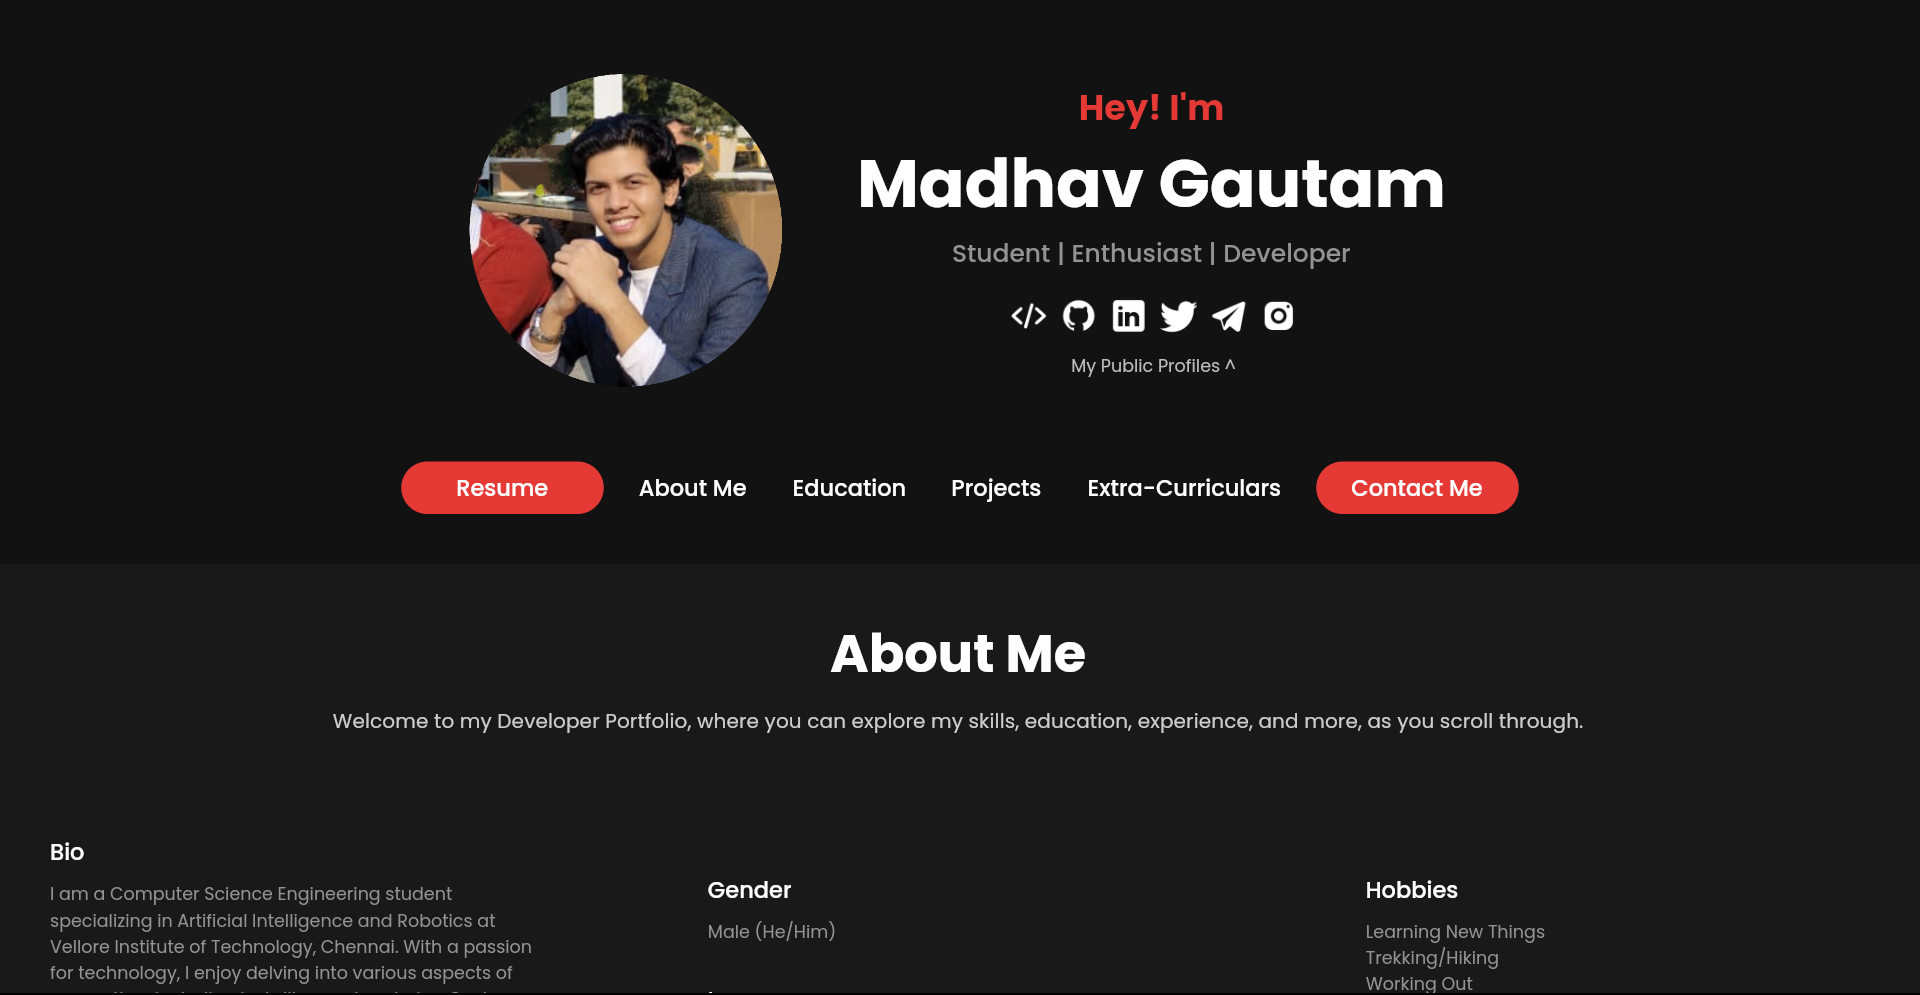 Hey! I'm
Madhav Gautam
Student | Enthusiast | Developer
My Public Profiles ^
Resume
About Me
Education
Projects
Extra-Curriculars
Contact Me
About Me
Welcome to my Developer Portfolio, where you can explore my skills, education, experience, and more, as you scroll through.
Bio
I am a Computer Science Engineering student
specializing in Artificial Intelligence and Robotics at
Vellore Institute of Technology, Chennai. With a passion
for technology, I enjoy delving into various aspects of
Gender
Male (He/Him)
Hobbies
Learning New Things
Trekking/Hiking
Working Out